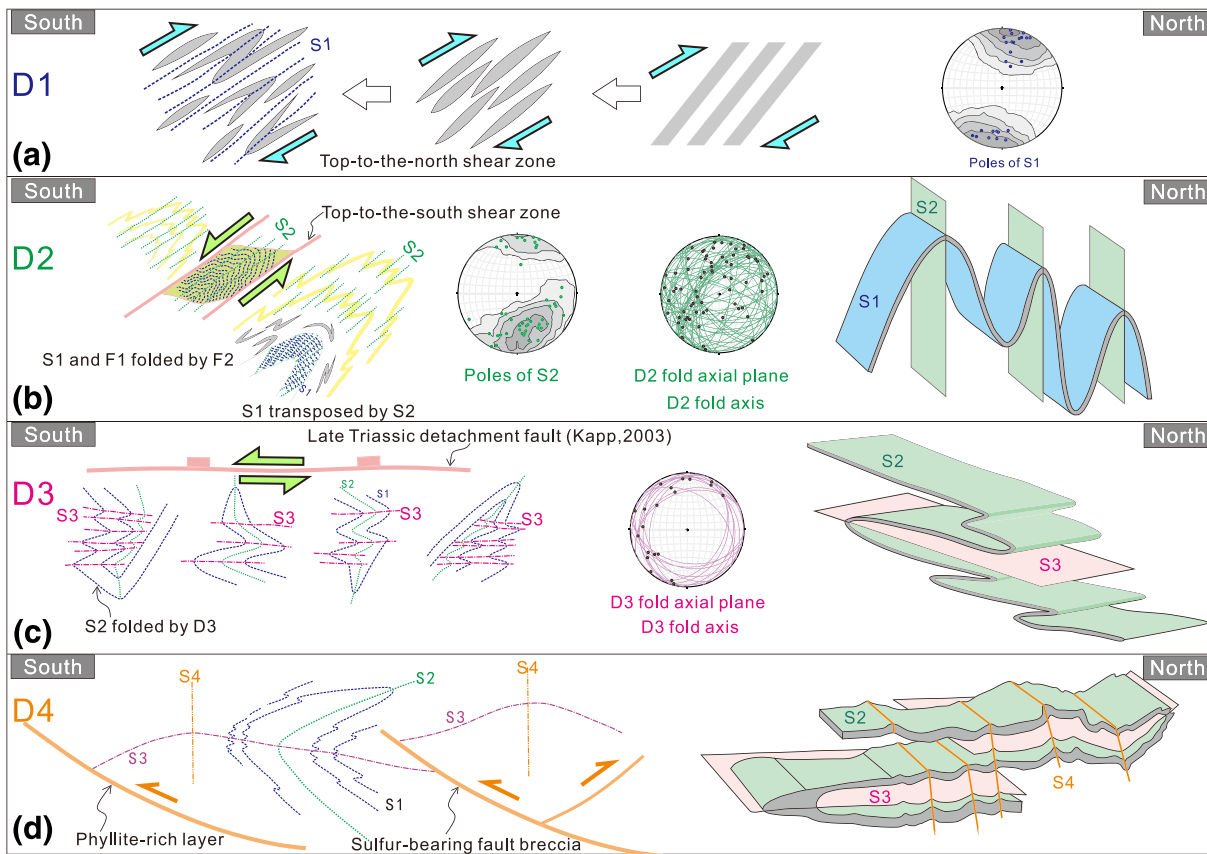 South
North
D1
S1
S1
Top-to-the-north shear zone
Poles of S1
(a)
South
North
D2
S2
Top-to-the-south shear zone
S2
S2
S1
S1 and F1 folded by F2
S1 transposed by S2
Poles of S2
D2 fold axial plane
D2 fold axis
S2
S1
(b)
South
North
Late Triassic detachment fault (Kapp,2003)
D3
S3
S3
S2
S1
S3
S3
S2 folded by D3
D3 fold axial plane
D3 fold axis
S2
S3
(c)
South
North
D4
S4
S2
S4
S3
S3
S1
Phyllite-rich layer
Sulfur-bearing fault breccia
S2
S3
S4
(d)